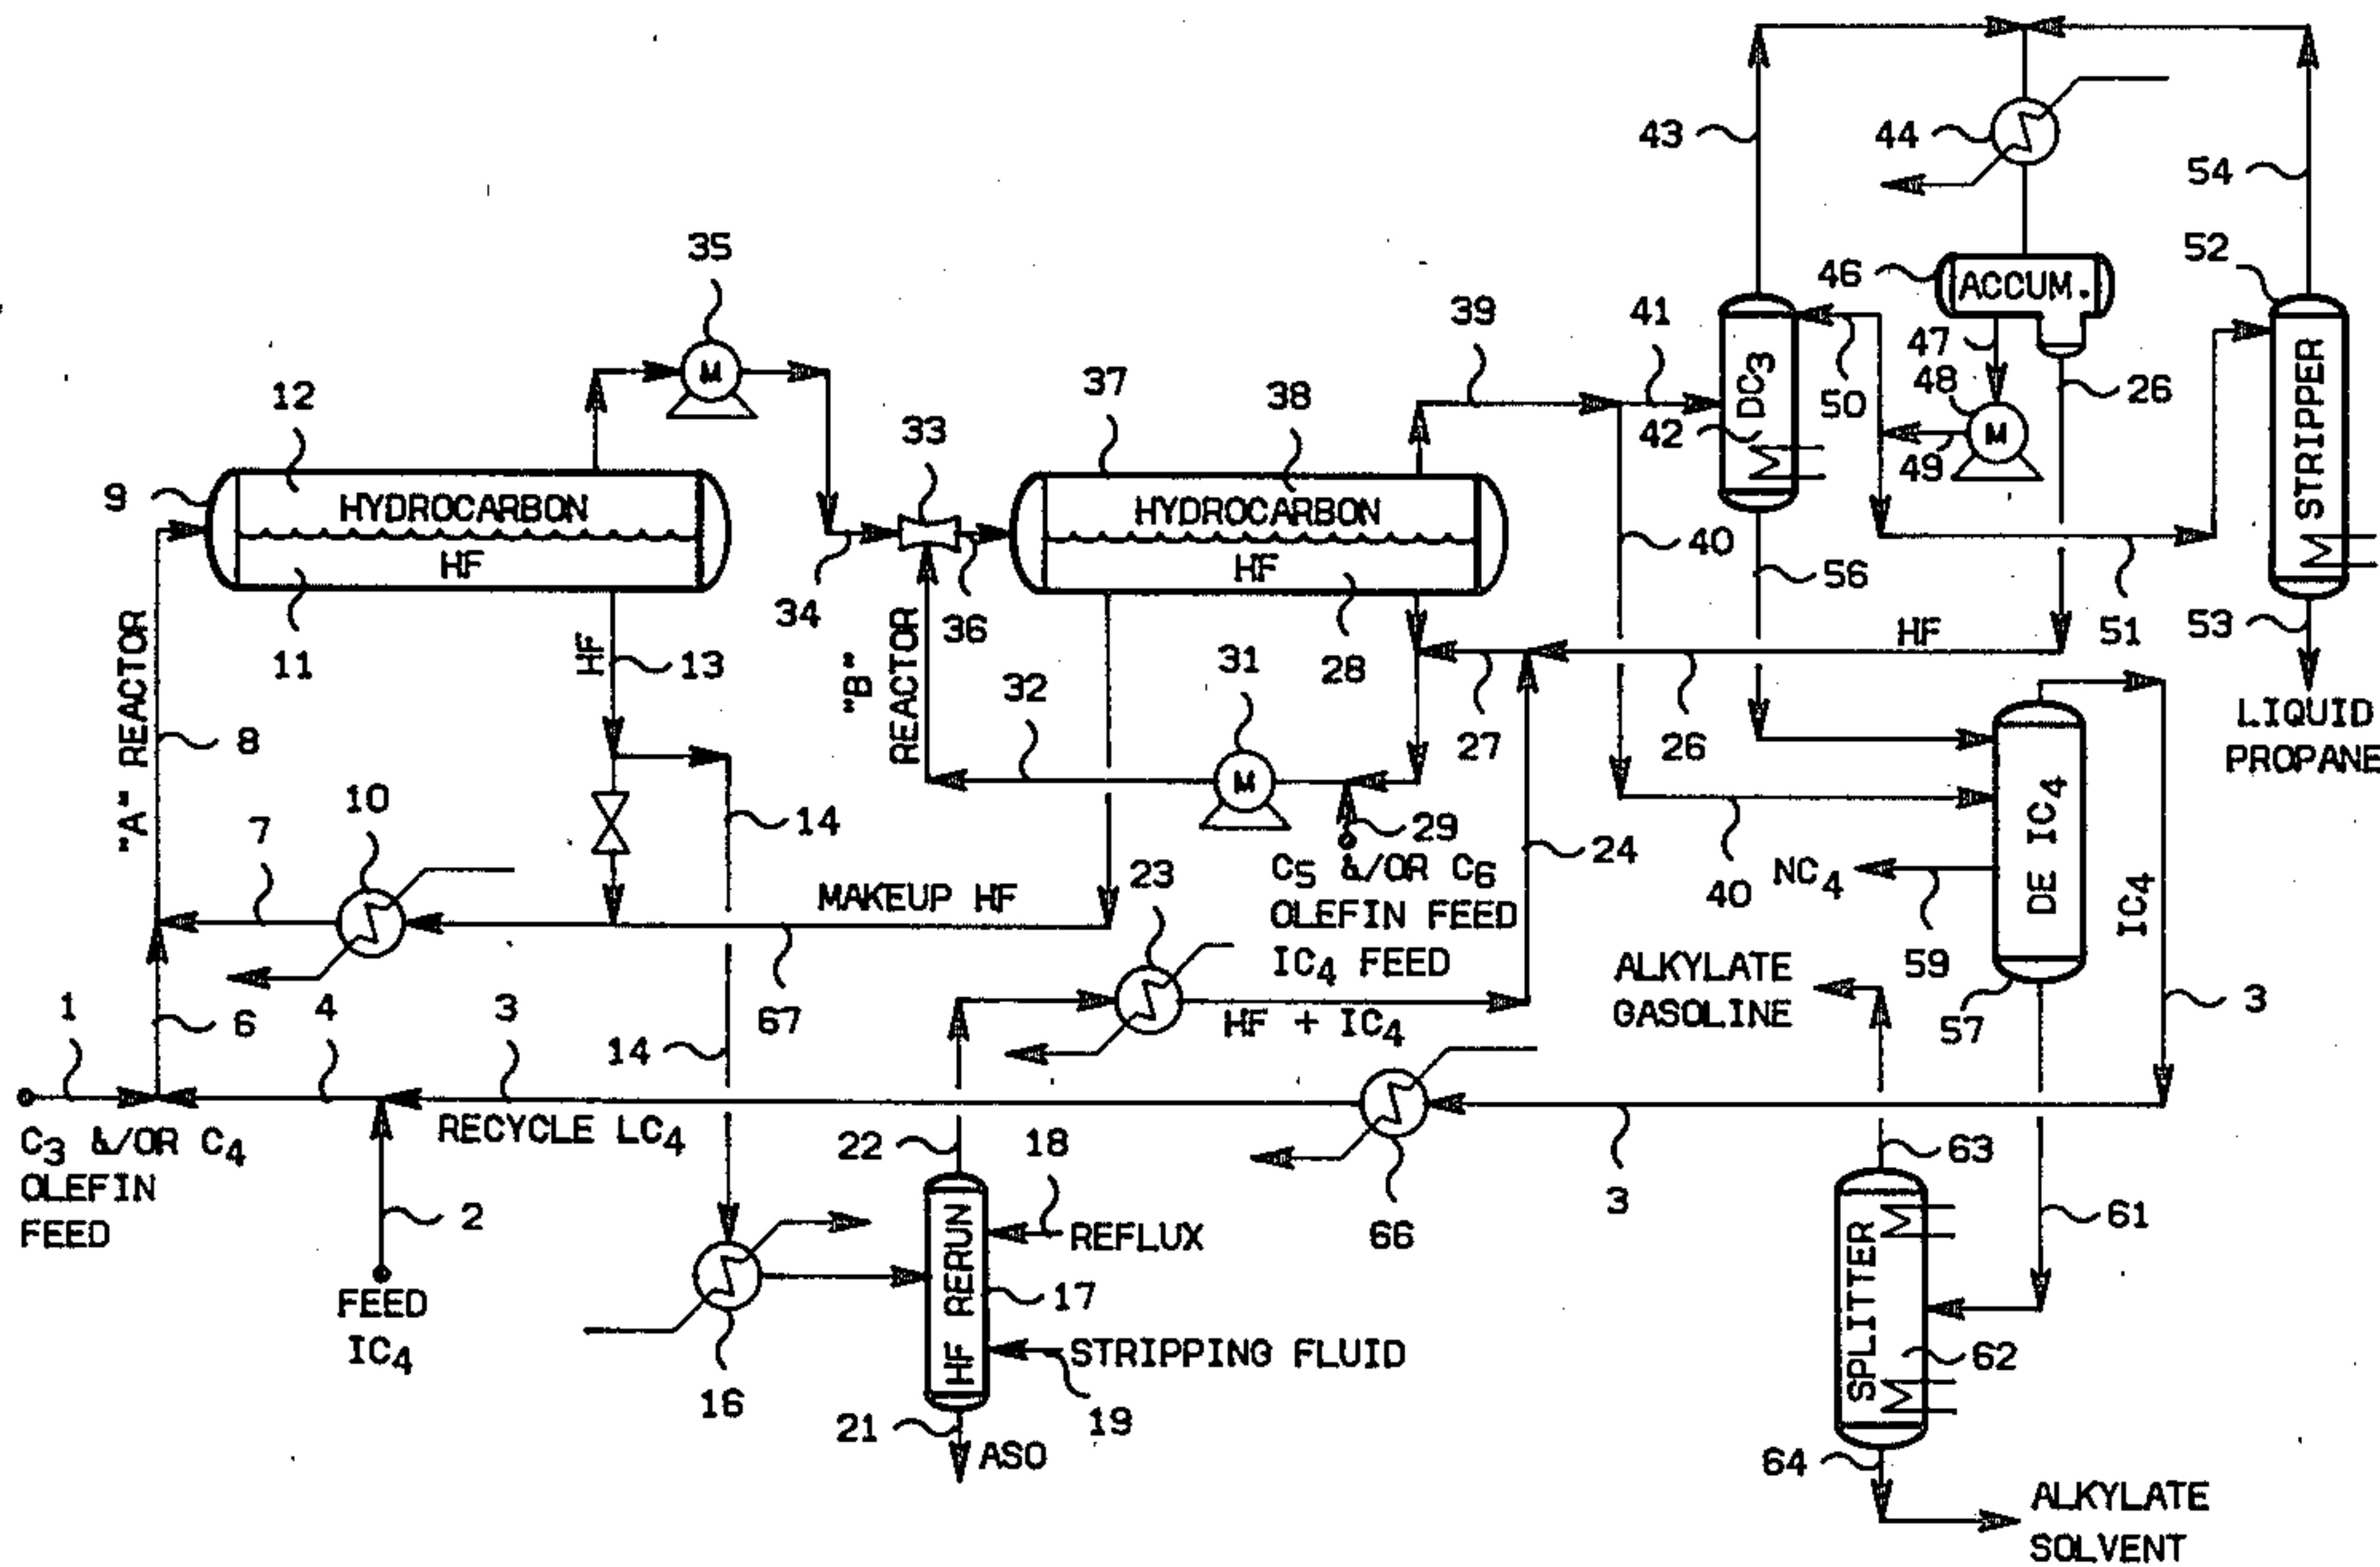 35
43
44
54
52
46
ACCUM.
39
41
47
12
37
38
33
DC3
48
50
26
42
M
STRIPPER
9
HYDROCARBON
HYDROCARBON
M
49
HF
HF
40
56
34
36
51
53
11
HF
13
"A" REACTOR
"B"
REACTOR
31
28
HF
32
LIQUID
PROPANE
8
27
26
M
10
7
14
29
24
DE IC4
C5 &/OR C6
OLEFIN FEED
IC4 FEED
23
40
NC4
IC4
MAKEUP HF
59
ALKYLATE
GASOLINE
1
6
4
3
67
HF + IC4
57
3
14
C3 &/OR C4
OLEFIN
FEED
RECYCLE LC4
22
18
63
2
REFLUX
66
3
61
HF RERUN
17
SPLITTER
FEED
IC4
STRIPPING FLUID
62
16
21
19
ASO
64
ALKYLATE
SOLVENT